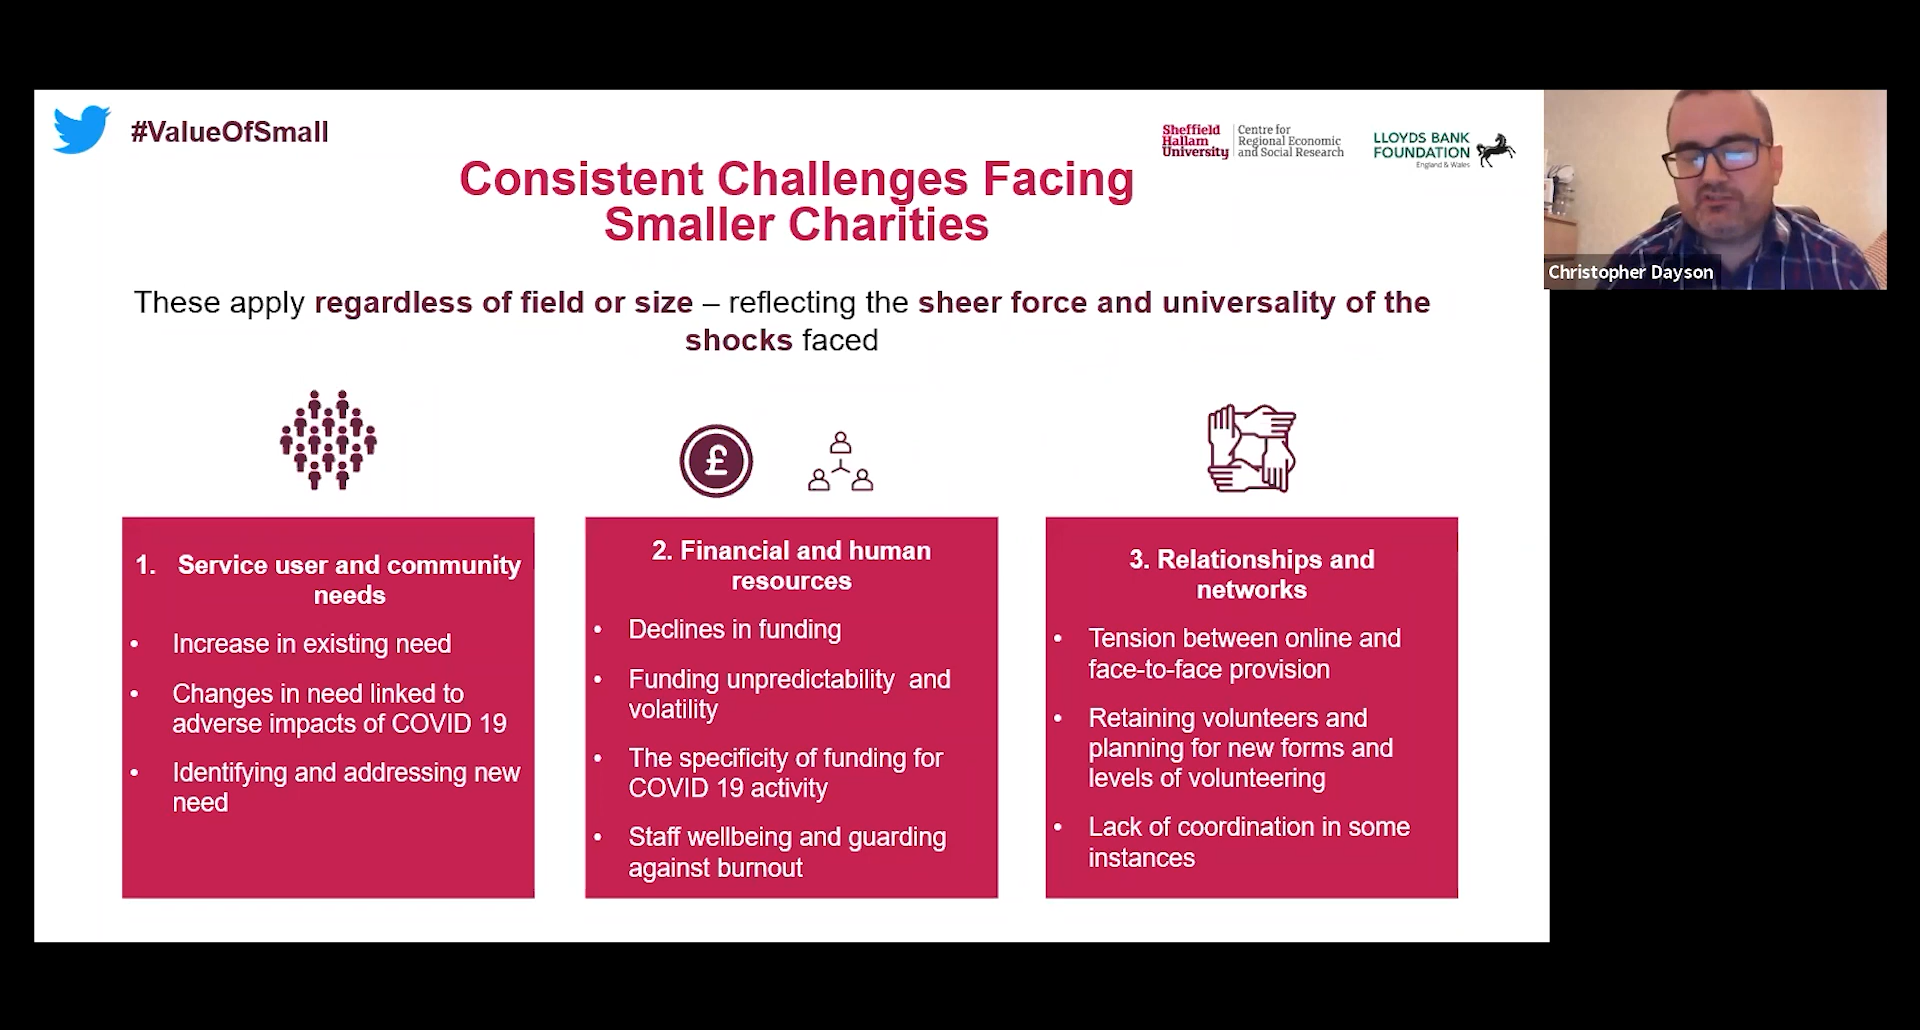 #ValueOfSmall
Sheffield
Hallam
University
Centre for
Regional Economic
and Social Research
LLOYDS BANK
FOUNDATION
England & Wales
Consistent Challenges Facing
Smaller Charities
These apply regardless of field or size – reflecting the sheer force and universality of the
shocks faced
£
1. Service user and community
needs
• Increase in existing need
• Changes in need linked to
adverse impacts of COVID 19
• Identifying and addressing new
need
2. Financial and human
resources
• Declines in funding
• Funding unpredictability and
volatility
• The specificity of funding for
COVID 19 activity
• Staff wellbeing and guarding
against burnout
3. Relationships and
networks
• Tension between online and
face-to-face provision
• Retaining volunteers and
planning for new forms and
levels of volunteering
• Lack of coordination in some
instances
Christopher Dayson